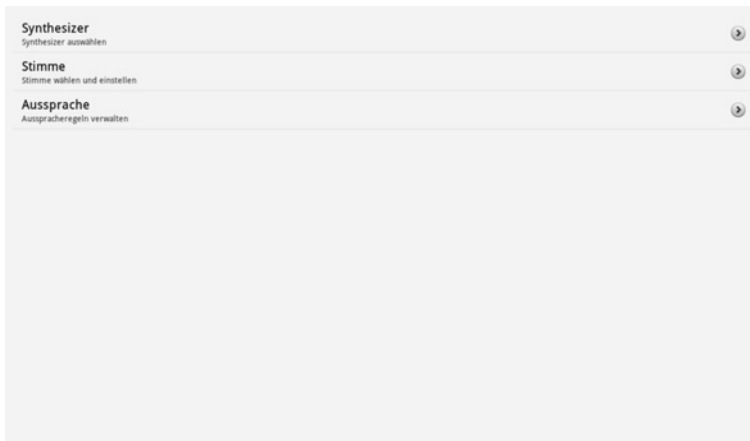 Synthesizer
Synthesizer auswählen
Stimme
Stimme wählen und einstellen
Aussprache
Ausspracheregeln verwalten